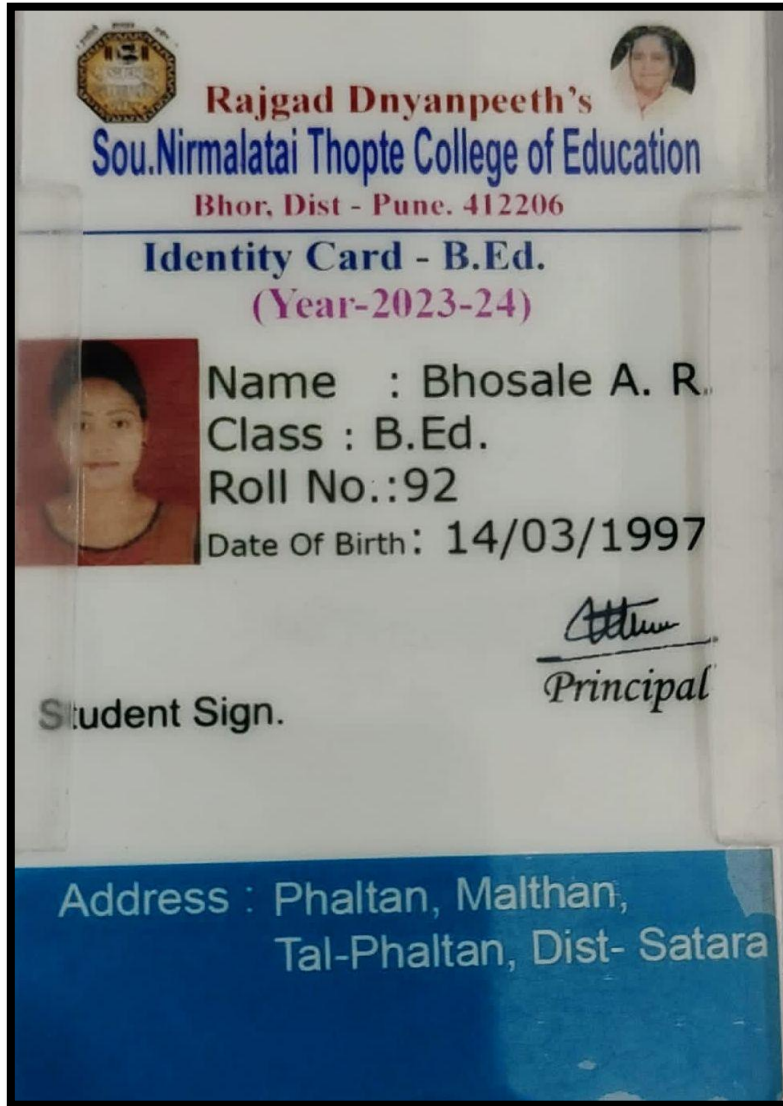 Rajgad Dnyanpeeth's
Sou.Nirmalatai Thopte College of Education
Bhor, Dist - Pune. 412206
Identity Card - B.Ed.
(Year-2023-24)
Name : Bhosale A. R.
Class : B.Ed.
Roll No.:92
Date Of Birth: 14/03/1997
Principal
Student Sign.
Address : Phaltan, Malthan,
Tal-Phaltan, Dist- Satara